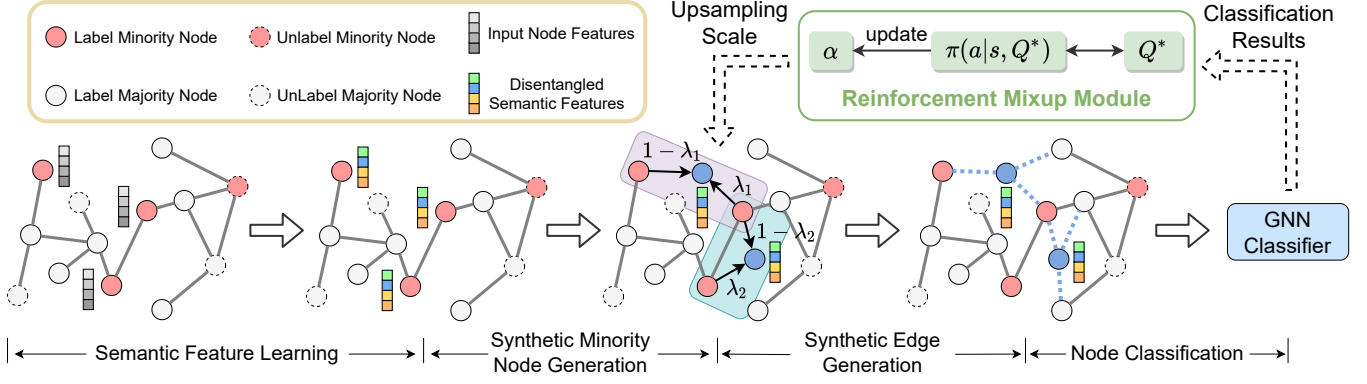 Label Minority Node
Unlabel Minority Node
Input Node Features
Label Majority Node
UnLabel Majority Node
Disentangled
Semantic Features
Upsampling
Scale
α
update
π(a|s, Q*)
Q*
Reinforcement Mixup Module
Classification
Results
1 − λ₁
λ₁
1 − λ₂
λ₂
GNN
Classifier
Semantic Feature Learning
Synthetic Minority
Node Generation
Synthetic Edge
Generation
Node Classification